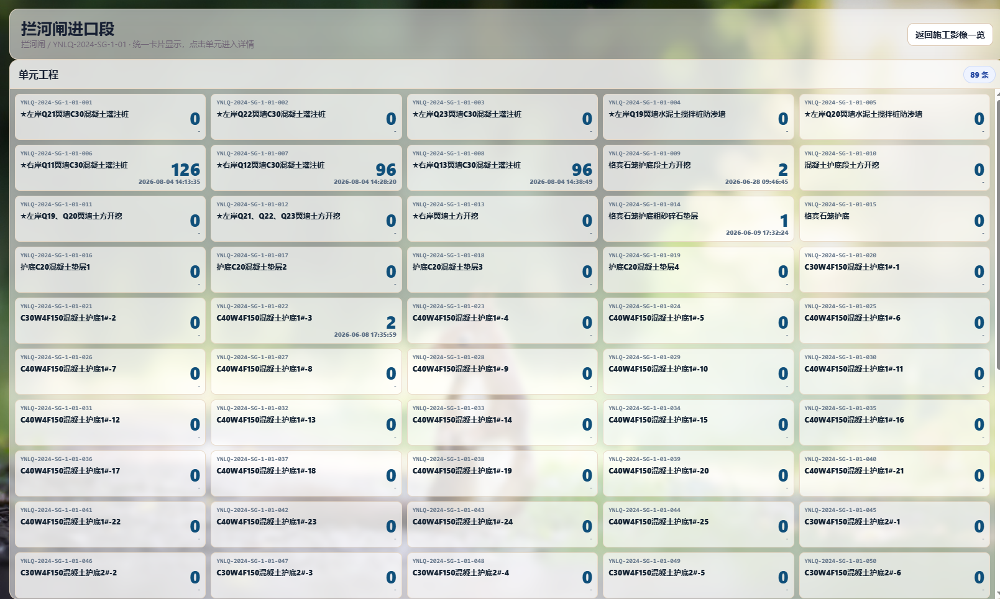 拦河闸进口段
拦河闸 / YNLQ-2024-SG-1-01 · 统一卡片显示，点击单元进入详情
返回施工影像一览
单元工程
89 条
YNLQ-2024-SG-1-01-001
★左岸Q21翼墙C30混凝土灌注桩
0
-
YNLQ-2024-SG-1-01-002
★左岸Q22翼墙C30混凝土灌注桩
0
-
YNLQ-2024-SG-1-01-003
★左岸Q23翼墙C30混凝土灌注桩
0
-
YNLQ-2024-SG-1-01-004
★左岸Q19翼墙水泥土搅拌桩防渗墙
0
-
YNLQ-2024-SG-1-01-005
★左岸Q20翼墙水泥土搅拌桩防渗墙
0
-
YNLQ-2024-SG-1-01-006
★右岸Q11翼墙C30混凝土灌注桩
126
2026-08-04 14:13:35
YNLQ-2024-SG-1-01-007
★右岸Q12翼墙C30混凝土灌注桩
96
2026-08-04 14:28:20
YNLQ-2024-SG-1-01-008
★右岸Q13翼墙C30混凝土灌注桩
96
2026-08-04 14:38:49
YNLQ-2024-SG-1-01-009
格宾石笼护底段土方开挖
2
2026-06-28 09:46:45
YNLQ-2024-SG-1-01-010
混凝土护底段土方开挖
0
-
YNLQ-2024-SG-1-01-011
★左岸Q19、Q20翼墙土方开挖
0
-
YNLQ-2024-SG-1-01-012
★左岸Q21、Q22、Q23翼墙土方开挖
0
-
YNLQ-2024-SG-1-01-013
★右岸翼墙土方开挖
0
-
YNLQ-2024-SG-1-01-014
格宾石笼护底粗砂碎石垫层
1
2026-06-09 17:32:24
YNLQ-2024-SG-1-01-015
格宾石笼护底
0
-
YNLQ-2024-SG-1-01-016
护底C20混凝土垫层1
0
-
YNLQ-2024-SG-1-01-017
护底C20混凝土垫层2
0
-
YNLQ-2024-SG-1-01-018
护底C20混凝土垫层3
0
-
YNLQ-2024-SG-1-01-019
护底C20混凝土垫层4
0
-
YNLQ-2024-SG-1-01-020
C30W4F150混凝土护底1#-1
0
-
YNLQ-2024-SG-1-01-021
C30W4F150混凝土护底1#-2
0
-
YNLQ-2024-SG-1-01-022
C40W4F150混凝土护底1#-3
2
2026-06-08 17:35:59
YNLQ-2024-SG-1-01-023
C40W4F150混凝土护底1#-4
0
-
YNLQ-2024-SG-1-01-024
C40W4F150混凝土护底1#-5
0
-
YNLQ-2024-SG-1-01-025
C40W4F150混凝土护底1#-6
0
-
YNLQ-2024-SG-1-01-026
C40W4F150混凝土护底1#-7
0
-
YNLQ-2024-SG-1-01-027
C40W4F150混凝土护底1#-8
0
-
YNLQ-2024-SG-1-01-028
C40W4F150混凝土护底1#-9
0
-
YNLQ-2024-SG-1-01-029
C40W4F150混凝土护底1#-10
0
-
YNLQ-2024-SG-1-01-030
C40W4F150混凝土护底1#-11
0
-
YNLQ-2024-SG-1-01-031
C40W4F150混凝土护底1#-12
0
-
YNLQ-2024-SG-1-01-032
C40W4F150混凝土护底1#-13
0
-
YNLQ-2024-SG-1-01-033
C40W4F150混凝土护底1#-14
0
-
YNLQ-2024-SG-1-01-034
C40W4F150混凝土护底1#-15
0
-
YNLQ-2024-SG-1-01-035
C40W4F150混凝土护底1#-16
0
-
YNLQ-2024-SG-1-01-036
C40W4F150混凝土护底1#-17
0
-
YNLQ-2024-SG-1-01-037
C40W4F150混凝土护底1#-18
0
-
YNLQ-2024-SG-1-01-038
C40W4F150混凝土护底1#-19
0
-
YNLQ-2024-SG-1-01-039
C40W4F150混凝土护底1#-20
0
-
YNLQ-2024-SG-1-01-040
C40W4F150混凝土护底1#-21
0
-
YNLQ-2024-SG-1-01-041
C40W4F150混凝土护底1#-22
0
-
YNLQ-2024-SG-1-01-042
C40W4F150混凝土护底1#-23
0
-
YNLQ-2024-SG-1-01-043
C40W4F150混凝土护底1#-24
0
-
YNLQ-2024-SG-1-01-044
C40W4F150混凝土护底1#-25
0
-
YNLQ-2024-SG-1-01-045
C30W4F150混凝土护底2#-1
0
-
YNLQ-2024-SG-1-01-046
C30W4F150混凝土护底2#-2
0
-
YNLQ-2024-SG-1-01-047
C30W4F150混凝土护底2#-3
0
-
YNLQ-2024-SG-1-01-048
C30W4F150混凝土护底2#-4
0
-
YNLQ-2024-SG-1-01-049
C30W4F150混凝土护底2#-5
0
-
YNLQ-2024-SG-1-01-050
C30W4F150混凝土护底2#-6
0
-